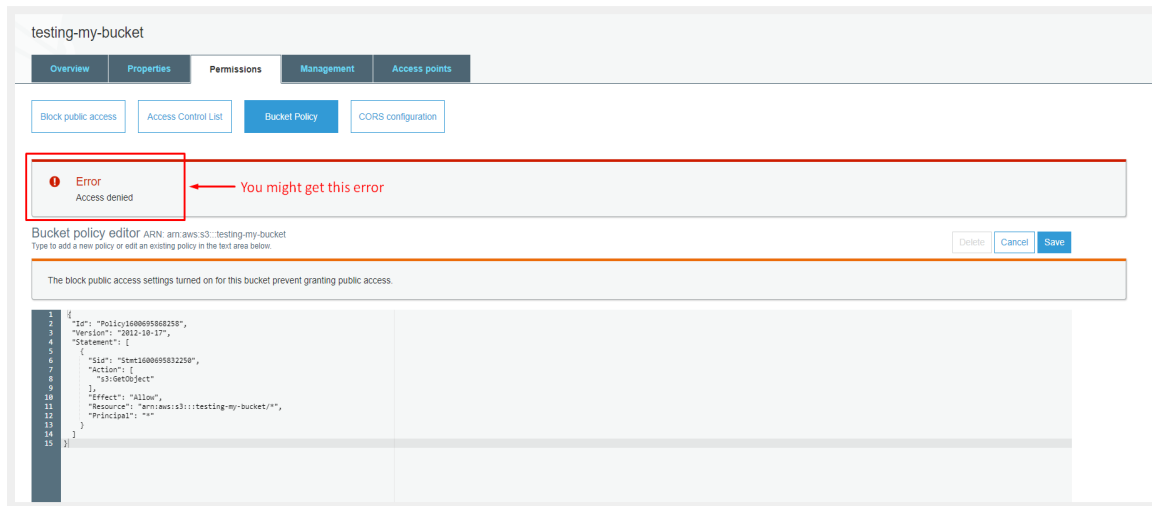 testing-my-bucket
Overview Properties Permissions Management Access points
Block public access Access Control List Bucket Policy CORS configuration
Error
Access denied
You might get this error
Bucket policy editor ARN: arn:aws:s3:::testing-my-bucket
Type to add a new policy or edit an existing policy in the text area below.
Delete Cancel Save
The block public access settings turned on for this bucket prevent granting public access.
1 {
2 "Id": "Policy1600695868258",
3 "Version": "2012-10-17",
4 "Statement": [
5 {
6 "Sid": "Stmt1600695832250",
7 "Action": [
8 "s3:GetObject"
9 ],
10 "Effect": "Allow",
11 "Resource": "arn:aws:s3:::testing-my-bucket/*",
12 "Principal": "*"
13 }
14 ]
15 }